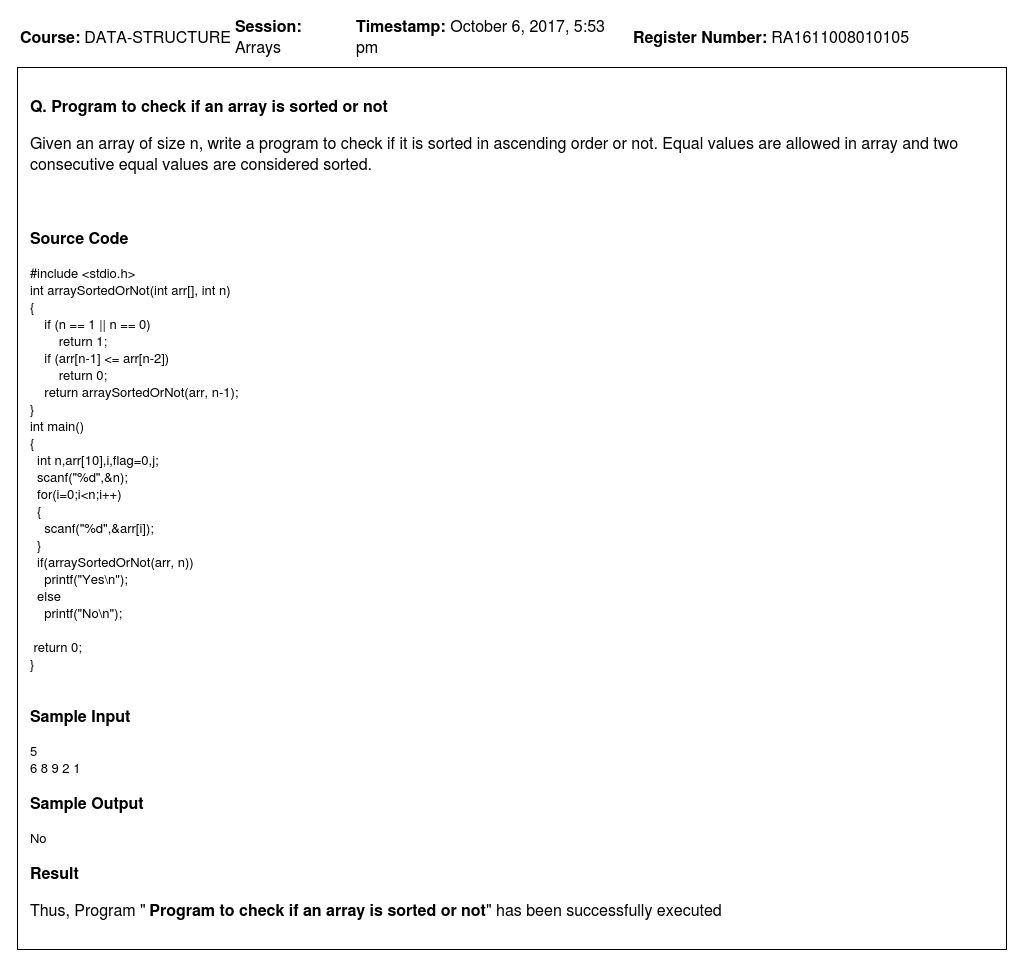 Course: DATA-STRUCTURE Session: Arrays Timestamp: October 6, 2017, 5:53 pm Register Number: RA1611008010105
Q. Program to check if an array is sorted or not
Given an array of size n, write a program to check if it is sorted in ascending order or not. Equal values are allowed in array and two
consecutive equal values are considered sorted.
Source Code
#include <stdio.h>
int arraySortedOrNot(int arr[], int n)
{
    if (n == 1 || n == 0)
        return 1;
    if (arr[n-1] <= arr[n-2])
        return 0;
    return arraySortedOrNot(arr, n-1);
}
int main()
{
  int n,arr[10],i,flag=0,j;
  scanf("%d",&n);
  for(i=0;i<n;i++)
  {
    scanf("%d",&arr[i]);
  }
  if(arraySortedOrNot(arr, n))
    printf("Yes\n");
  else
    printf("No\n");
 return 0;
}
Sample Input
5
6 8 9 2 1
Sample Output
No
Result
Thus, Program " Program to check if an array is sorted or not" has been successfully executed